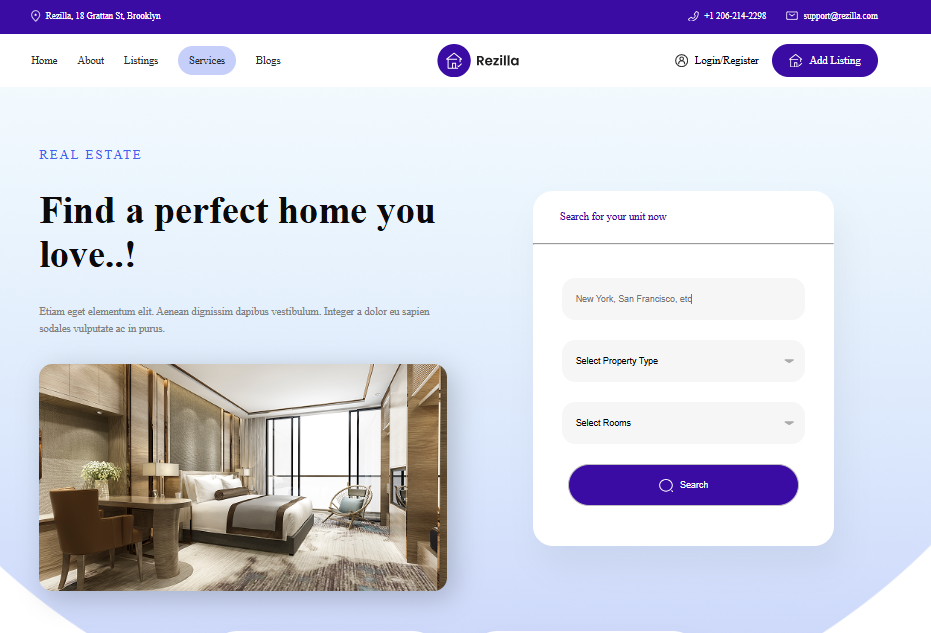 Rezilla, 18 Grattan St, Brooklyn
+1 206-214-2298
support@rezilla.com
Home
About
Listings
Services
Blogs
Rezilla
Login/Register
Add Listing
REAL ESTATE
Find a perfect home you
love..!
Etiam eget elementum elit. Aenean dignissim dapibus vestibulum. Integer a dolor eu sapien
sodales vulputate ac in purus.
Search for your unit now
New York, San Francisco, etc
Select Property Type
Select Rooms
Search